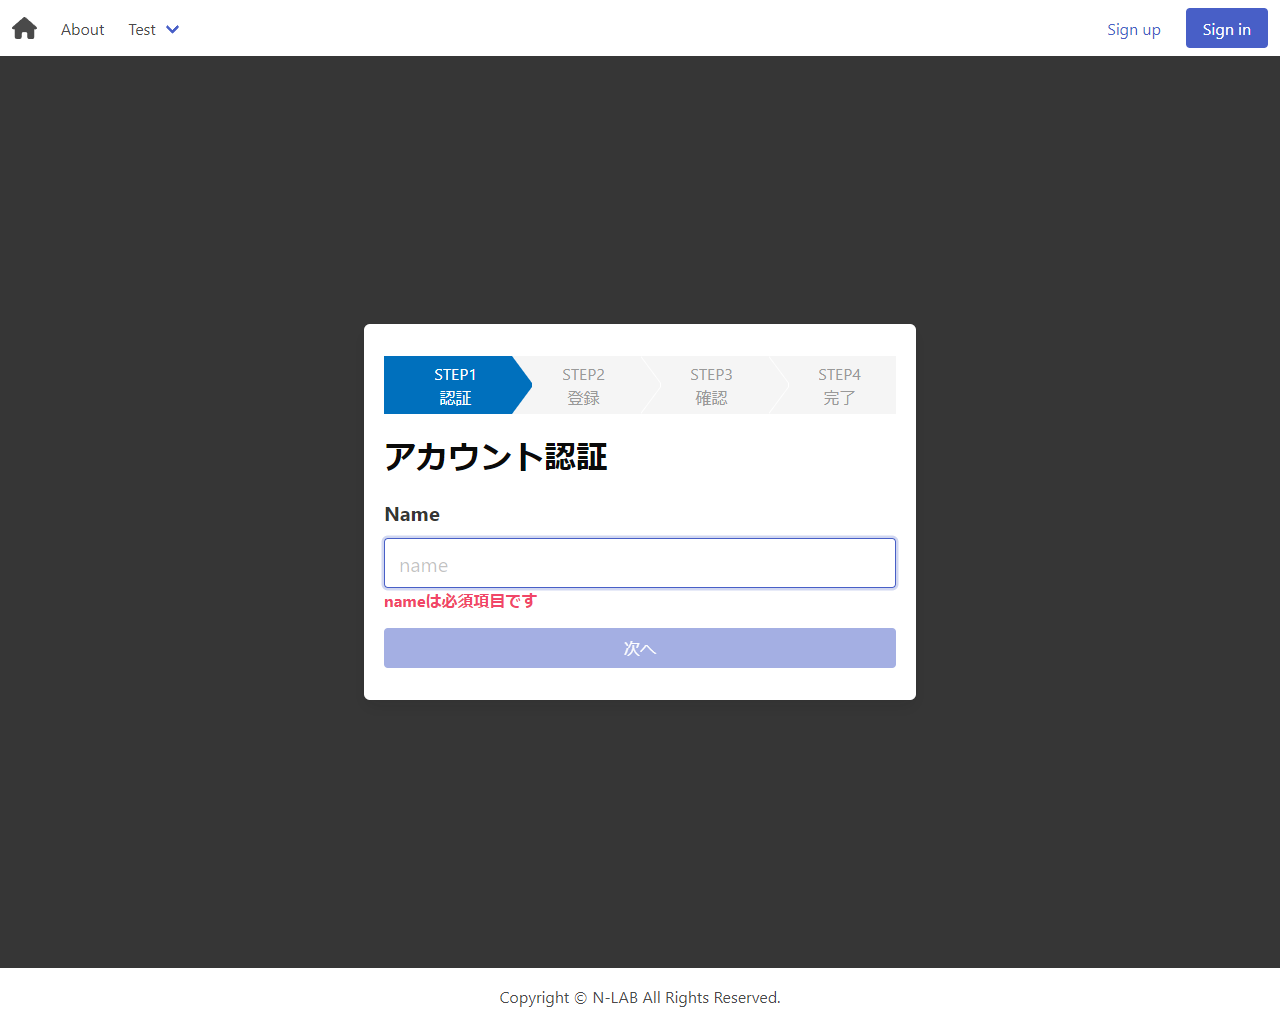 About
Test
Sign up
Sign in
STEP1
認証
STEP2
登録
STEP3
確認
STEP4
完了
アカウント認証
Name
name
nameは必須項目です
次へ
Copyright © N-LAB All Rights Reserved.